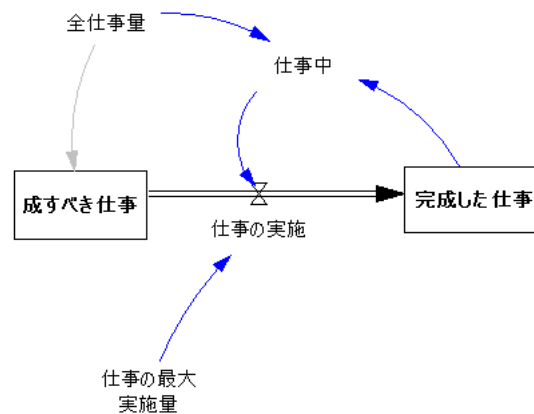 全仕事量
仕事中
成すべき仕事
完成した仕事
仕事の実施
仕事の最大
実施量